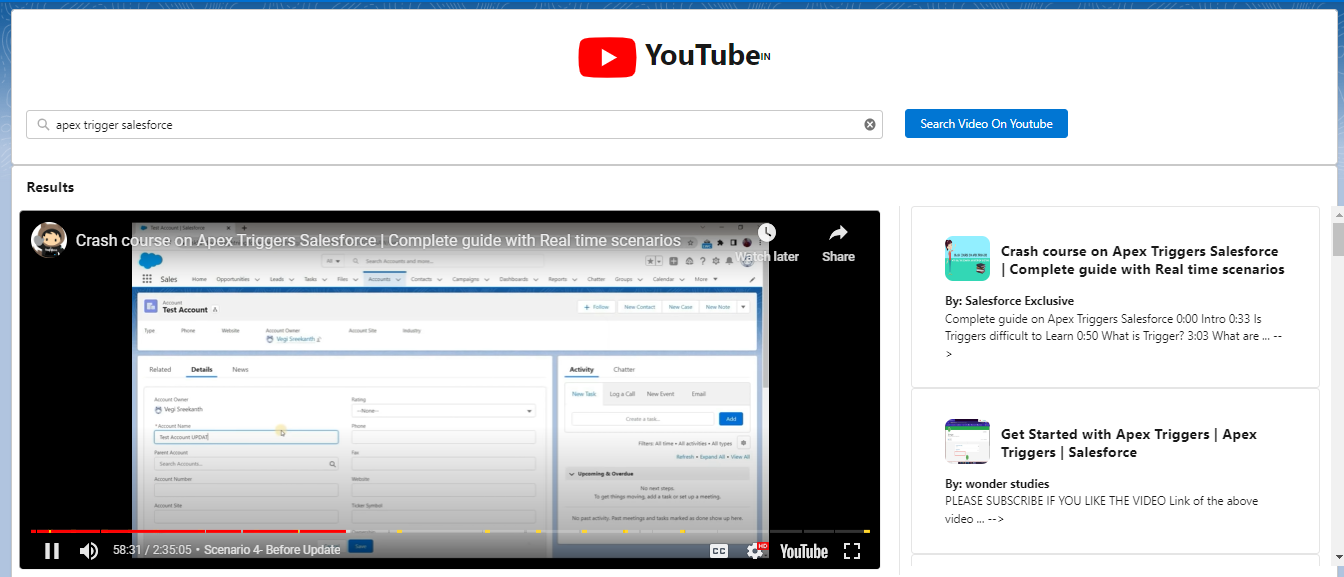 YouTube IN
apex trigger salesforce
Search Video On Youtube
Results
Crash course on Apex Triggers Salesforce | Complete guide with Real time scenarios
Watch later
Share
Test Account | Salesforce
All
Search Accounts and more...
Sales Home Opportunities Leads Tasks Files Accounts Contacts Campaigns Dashboards Reports Chatter Groups Calendar More
Account
Test Account
+ Follow New Contact New Case New Note
Type Phone Website Account Owner Account Site Industry
Vegi Sreekanth
Related Details News
Account Owner
Vegi Sreekanth
Rating
--None--
*Account Name
Test Account UPDAT
Phone
Parent Account
Search Accounts...
Fax
Account Number
Website
Account Site
Ticker Symbol
Save
Activity Chatter
New Task Log a Call New Event Email
Create a task...
Add
Filters: All time • All activities • All types
Refresh • Expand All • View All
Upcoming & Overdue
No next steps.
To get things moving, add a task or set up a meeting.
No past activity. Past meetings and tasks marked as done show up here.
58:31 / 2:35:05 • Scenario 4- Before Update
CC
HD
YouTube
Crash course on Apex Triggers Salesforce
| Complete guide with Real time scenarios
By: Salesforce Exclusive
Complete guide on Apex Triggers Salesforce 0:00 Intro 0:33 Is
Triggers difficult to Learn 0:50 What is Trigger? 3:03 What are ... --
>
Get Started with Apex Triggers | Apex
Triggers | Salesforce
By: wonder studies
PLEASE SUBSCRIBE IF YOU LIKE THE VIDEO Link of the above
video ... -->